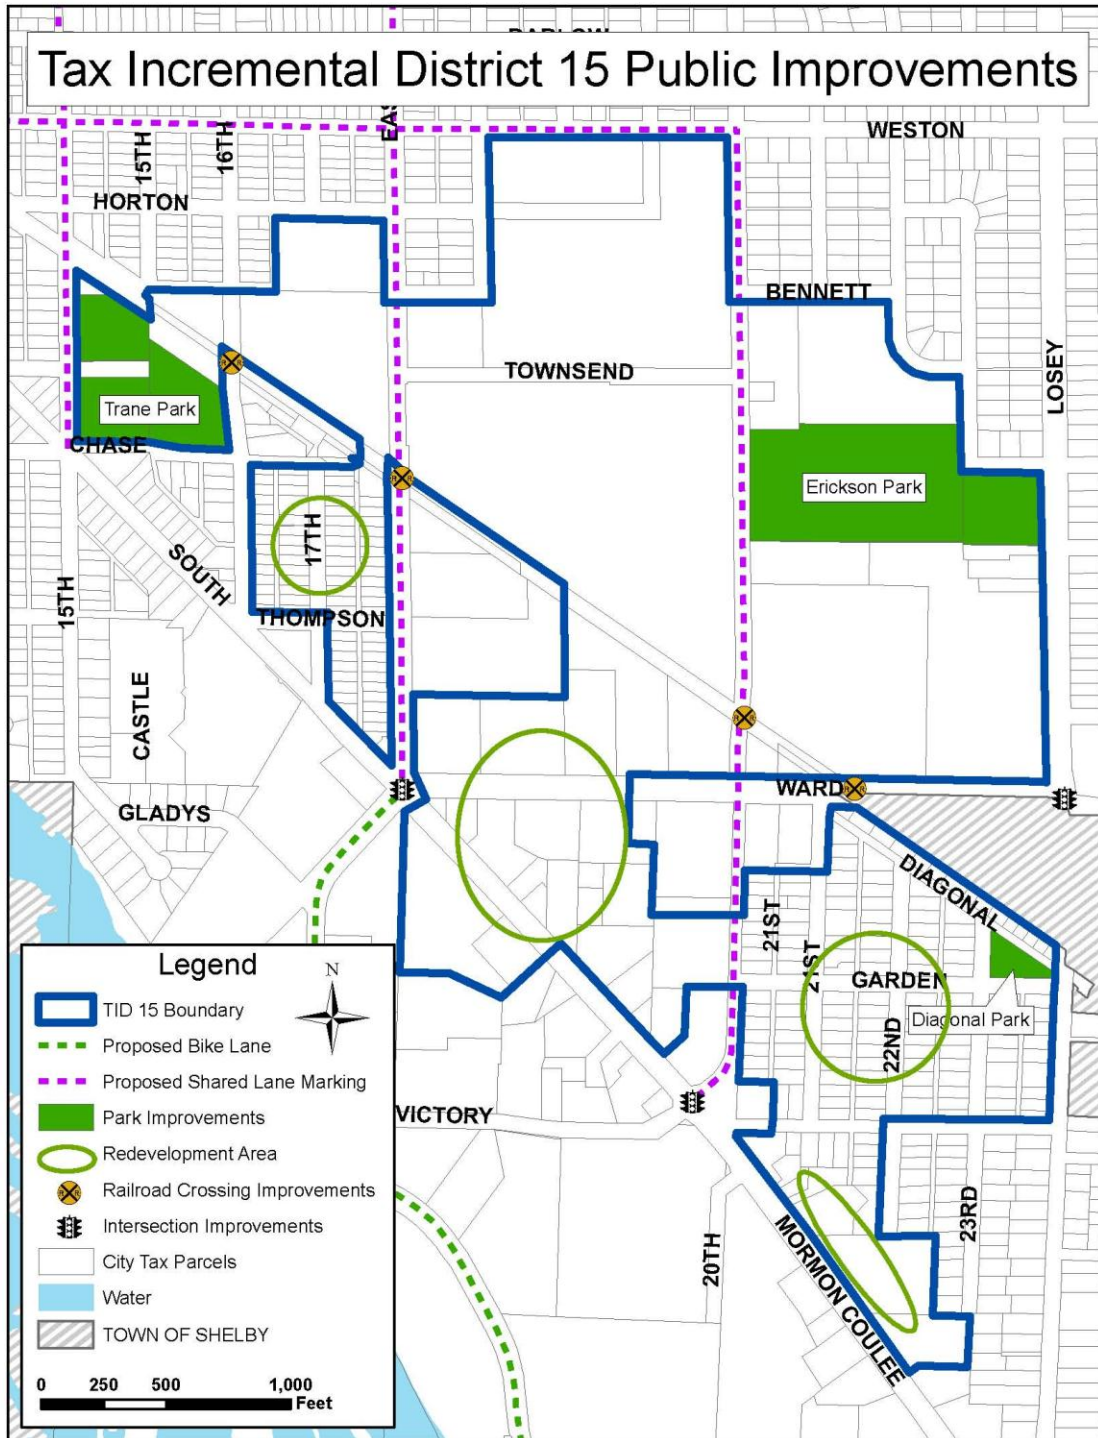 BARLOW
Tax Incremental District 15 Public Improvements
EAS
WESTON
15TH
16TH
HORTON
BENNETT
TOWNSEND
LOSEY
Trane Park
CHASE
Erickson Park
17TH
SOUTH
15TH
THOMPSON
CASTLE
WARD
GLADYS
DIAGONAL
21ST
21ST
GARDEN
22ND
Diagonal Park
VICTORY
23RD
20TH
MORMON COULEE
Legend
N
TID 15 Boundary
Proposed Bike Lane
Proposed Shared Lane Marking
Park Improvements
Redevelopment Area
Railroad Crossing Improvements
Intersection Improvements
City Tax Parcels
Water
TOWN OF SHELBY
0 250 500 1,000
Feet